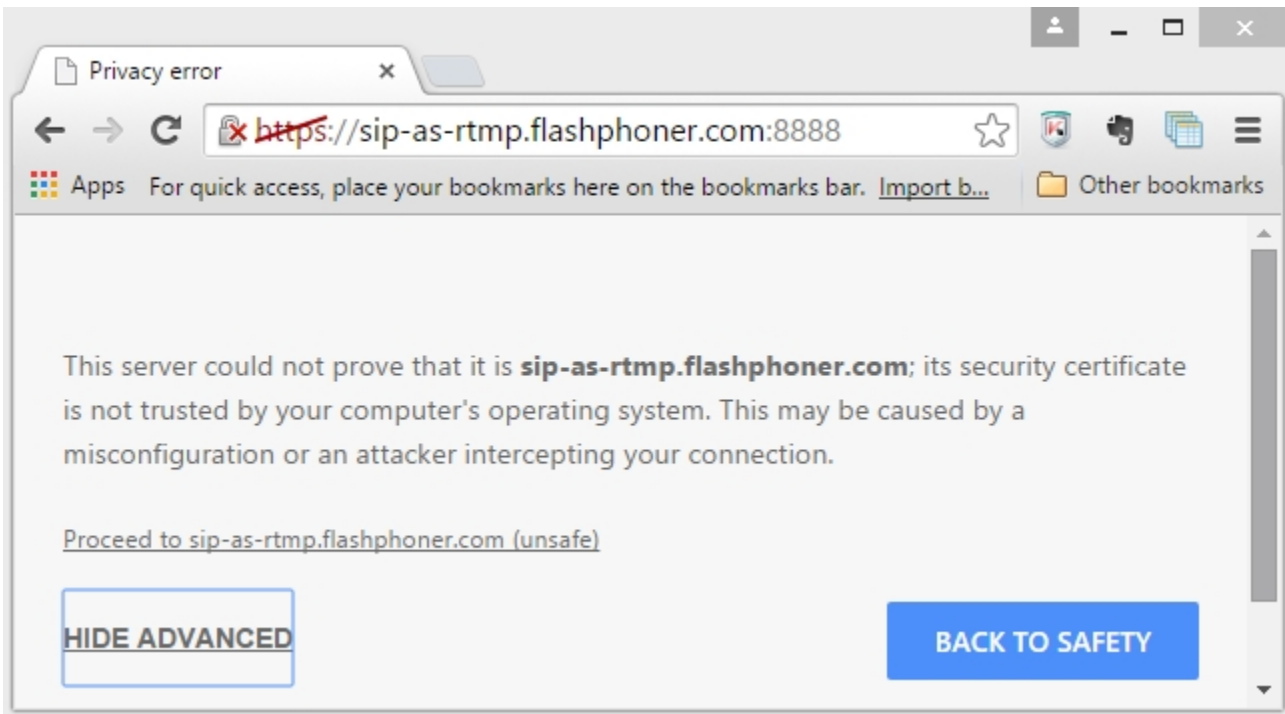 Privacy error
https://sip-as-rtmp.flashphoner.com:8888
Apps For quick access, place your bookmarks here on the bookmarks bar. Import b... Other bookmarks
This server could not prove that it is sip-as-rtmp.flashphoner.com; its security certificate
is not trusted by your computer's operating system. This may be caused by a
misconfiguration or an attacker intercepting your connection.
Proceed to sip-as-rtmp.flashphoner.com (unsafe)
HIDE ADVANCED
BACK TO SAFETY